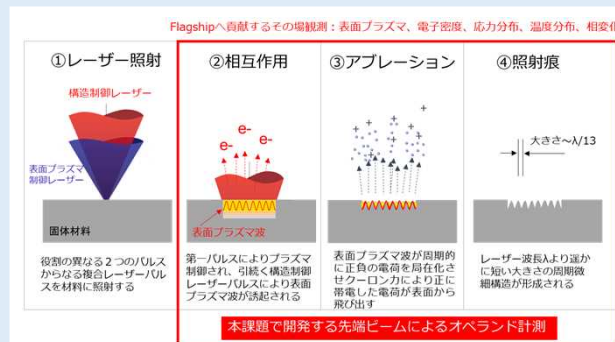 Flagshipへ貢献するその場観測：表面プラズマ、電子密度、応力分布、温度分布、相変化
①レーザー照射
②相互作用
③アブレーション
④照射痕
構造制御レーザー
表面プラズマ
制御レーザー
固体材料
e-
e-
e-
e-
表面プラズマ波
大きさ～λ/13
役割の異なる２つのパルス
からなる複合レーザーパル
スを材料に照射する
第一パルスによりプラズマ
制御され、引続く構造制御
レーザーパルスにより表面
プラズマ波が誘起される
表面プラズマ波が周期的
に正負の電荷を局在化さ
せクーロン力により正に
帯電した電荷が表面から
飛び出す
レーザー波長λより遥か
に短い大きさの周期微
細構造が形成される
本課題で開発する先端ビームによるオペランド計測